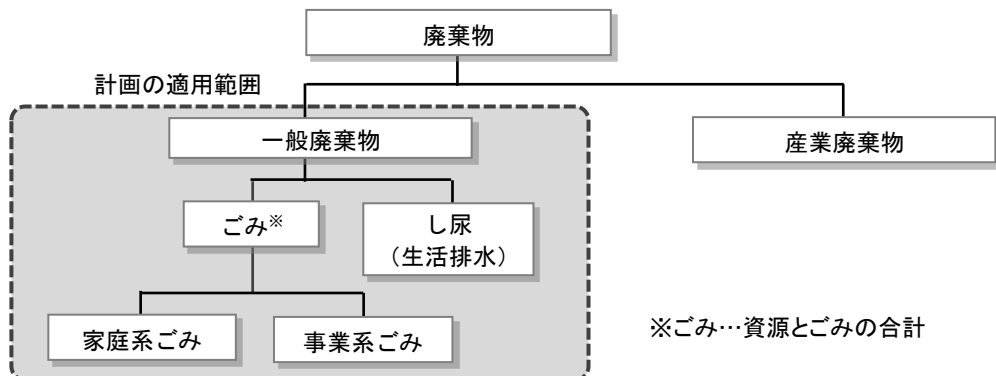 廃棄物
計画の適用範囲
一般廃棄物
産業廃棄物
ごみ※
し尿
（生活排水）
家庭系ごみ
事業系ごみ
※ごみ…資源とごみの合計